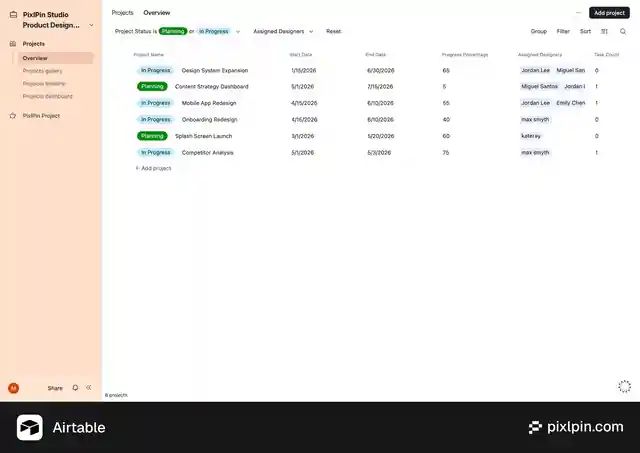 PixlPin Studio
Product Design...
Projects
Overview
Projects gallery
Projects timeline
Projects dashboard
PixlPin Project
M
Share
Projects Overview
Add project
Project Status is Planning or In Progress Assigned Designers Reset
Group Filter Sort
Project Name Start Date End Date Progress Percentage Assigned Designers Task Count
In Progress Design System Expansion 1/15/2026 6/30/2026 65 Jordan Lee Miguel San 0
Planning Content Strategy Dashboard 5/1/2026 7/15/2026 5 Miguel Santos Jordan L 1
In Progress Mobile App Redesign 4/15/2026 6/10/2026 55 Jordan Lee Emily Chen 1
In Progress Onboarding Redesign 4/15/2026 6/10/2026 40 max smyth 0
Planning Splash Screen Launch 3/1/2026 5/20/2026 60 kateray 0
In Progress Competitor Analysis 5/1/2026 5/3/2026 75 max smyth 1
+ Add project
6 projects
Airtable
pixlpin.com